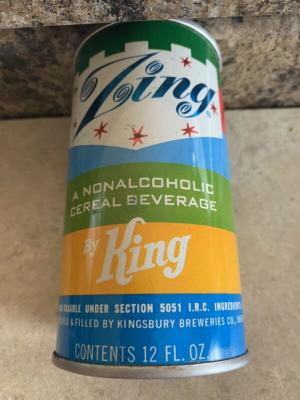 Zing
A NONALCOHOLIC
CEREAL BEVERAGE
By King
TAXABLE UNDER SECTION 5051 I.R.C. INGREDIENTS
& FILLED BY KINGSBURY BREWERIES CO.,
CONTENTS 12 FL. OZ.